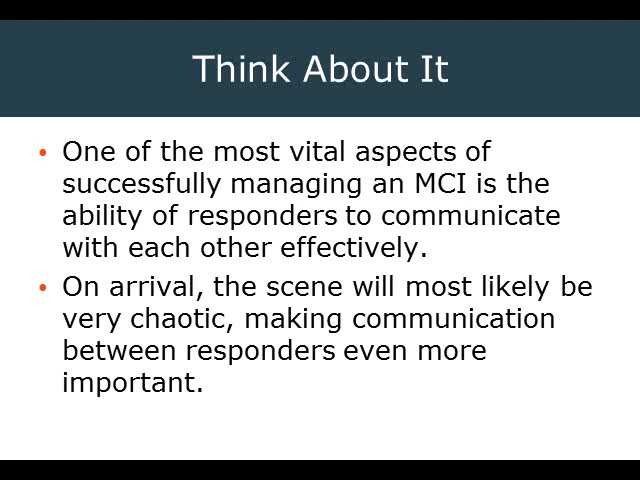 Think About It
• One of the most vital aspects of
successfully managing an MCI is the
ability of responders to communicate
with each other effectively.
• On arrival, the scene will most likely be
very chaotic, making communication
between responders even more
important.